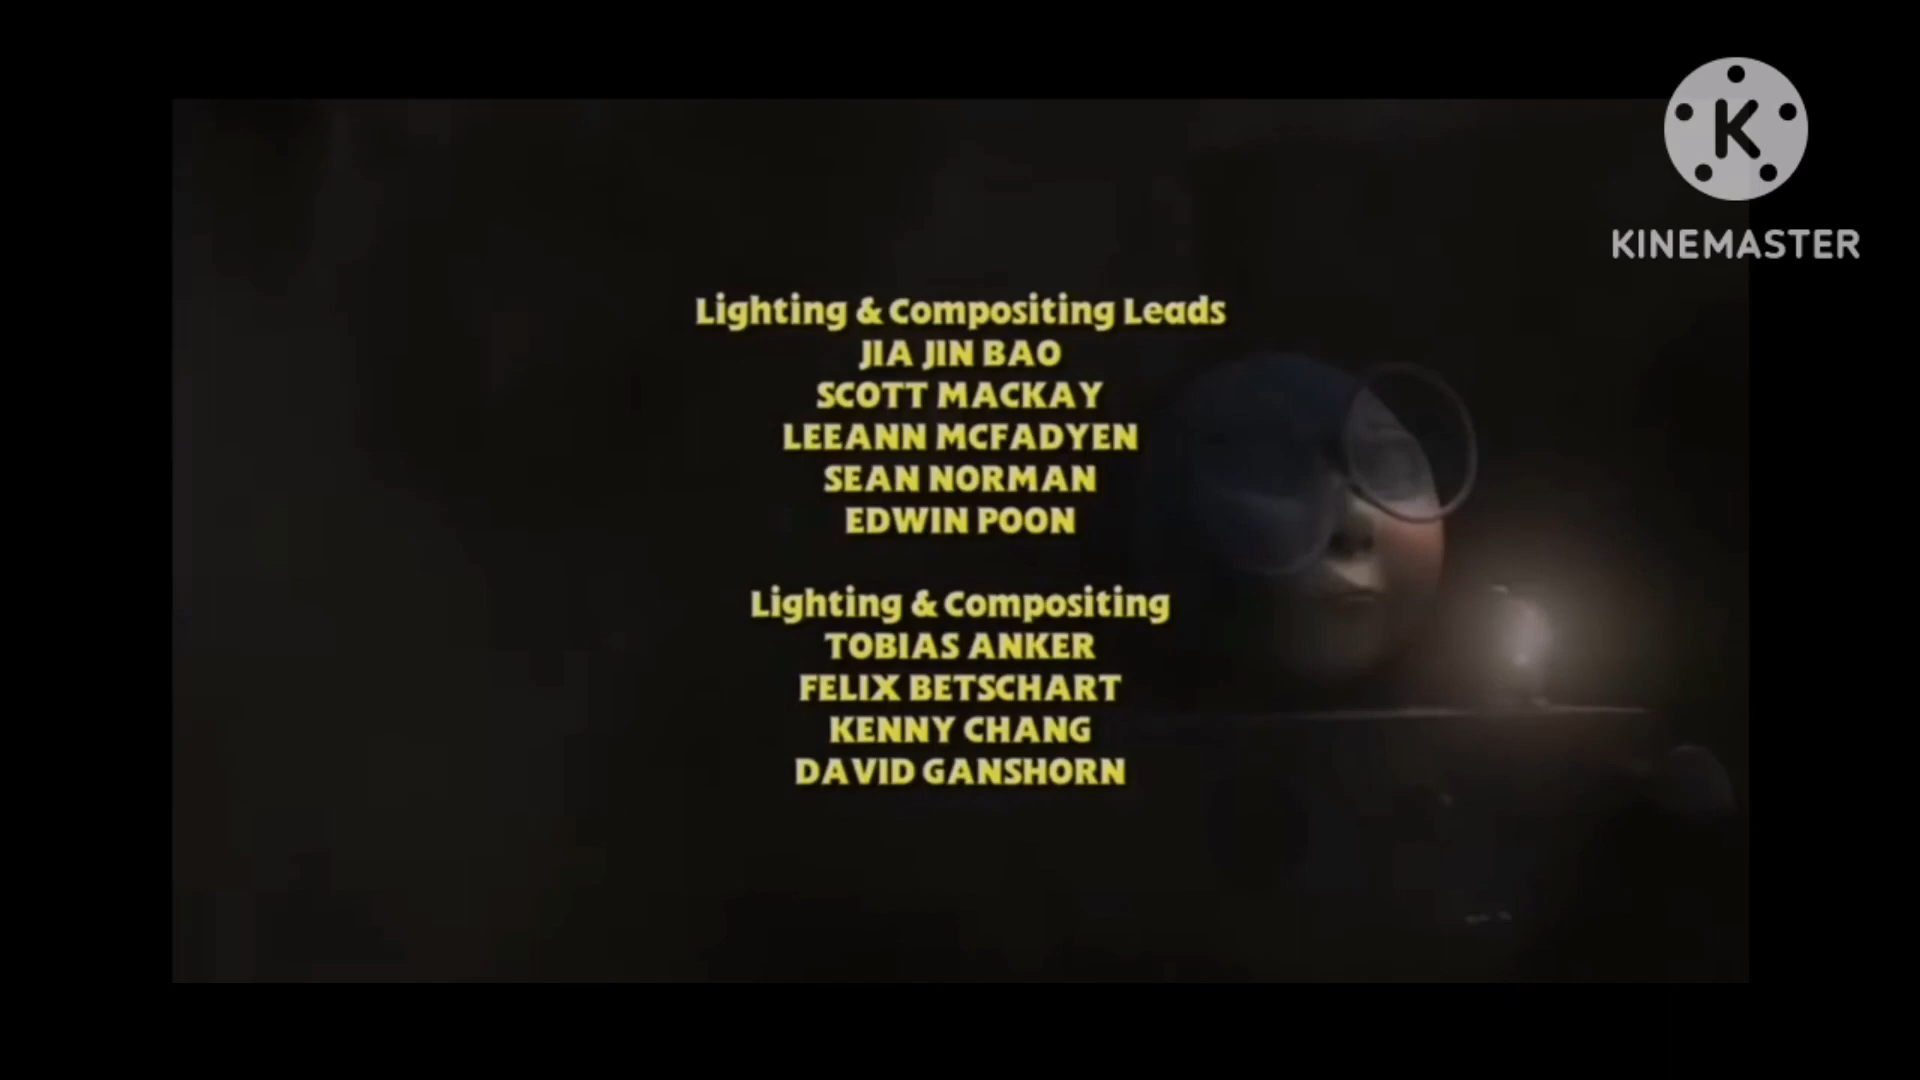 K
KINEMASTER
Lighting & Compositing Leads
JIA JIN BAO
SCOTT MACKAY
LEEANN MCFADYEN
SEAN NORMAN
EDWIN POON
Lighting & Compositing
TOBIAS ANKER
FELIX BETSCHART
KENNY CHANG
DAVID GANSHORN